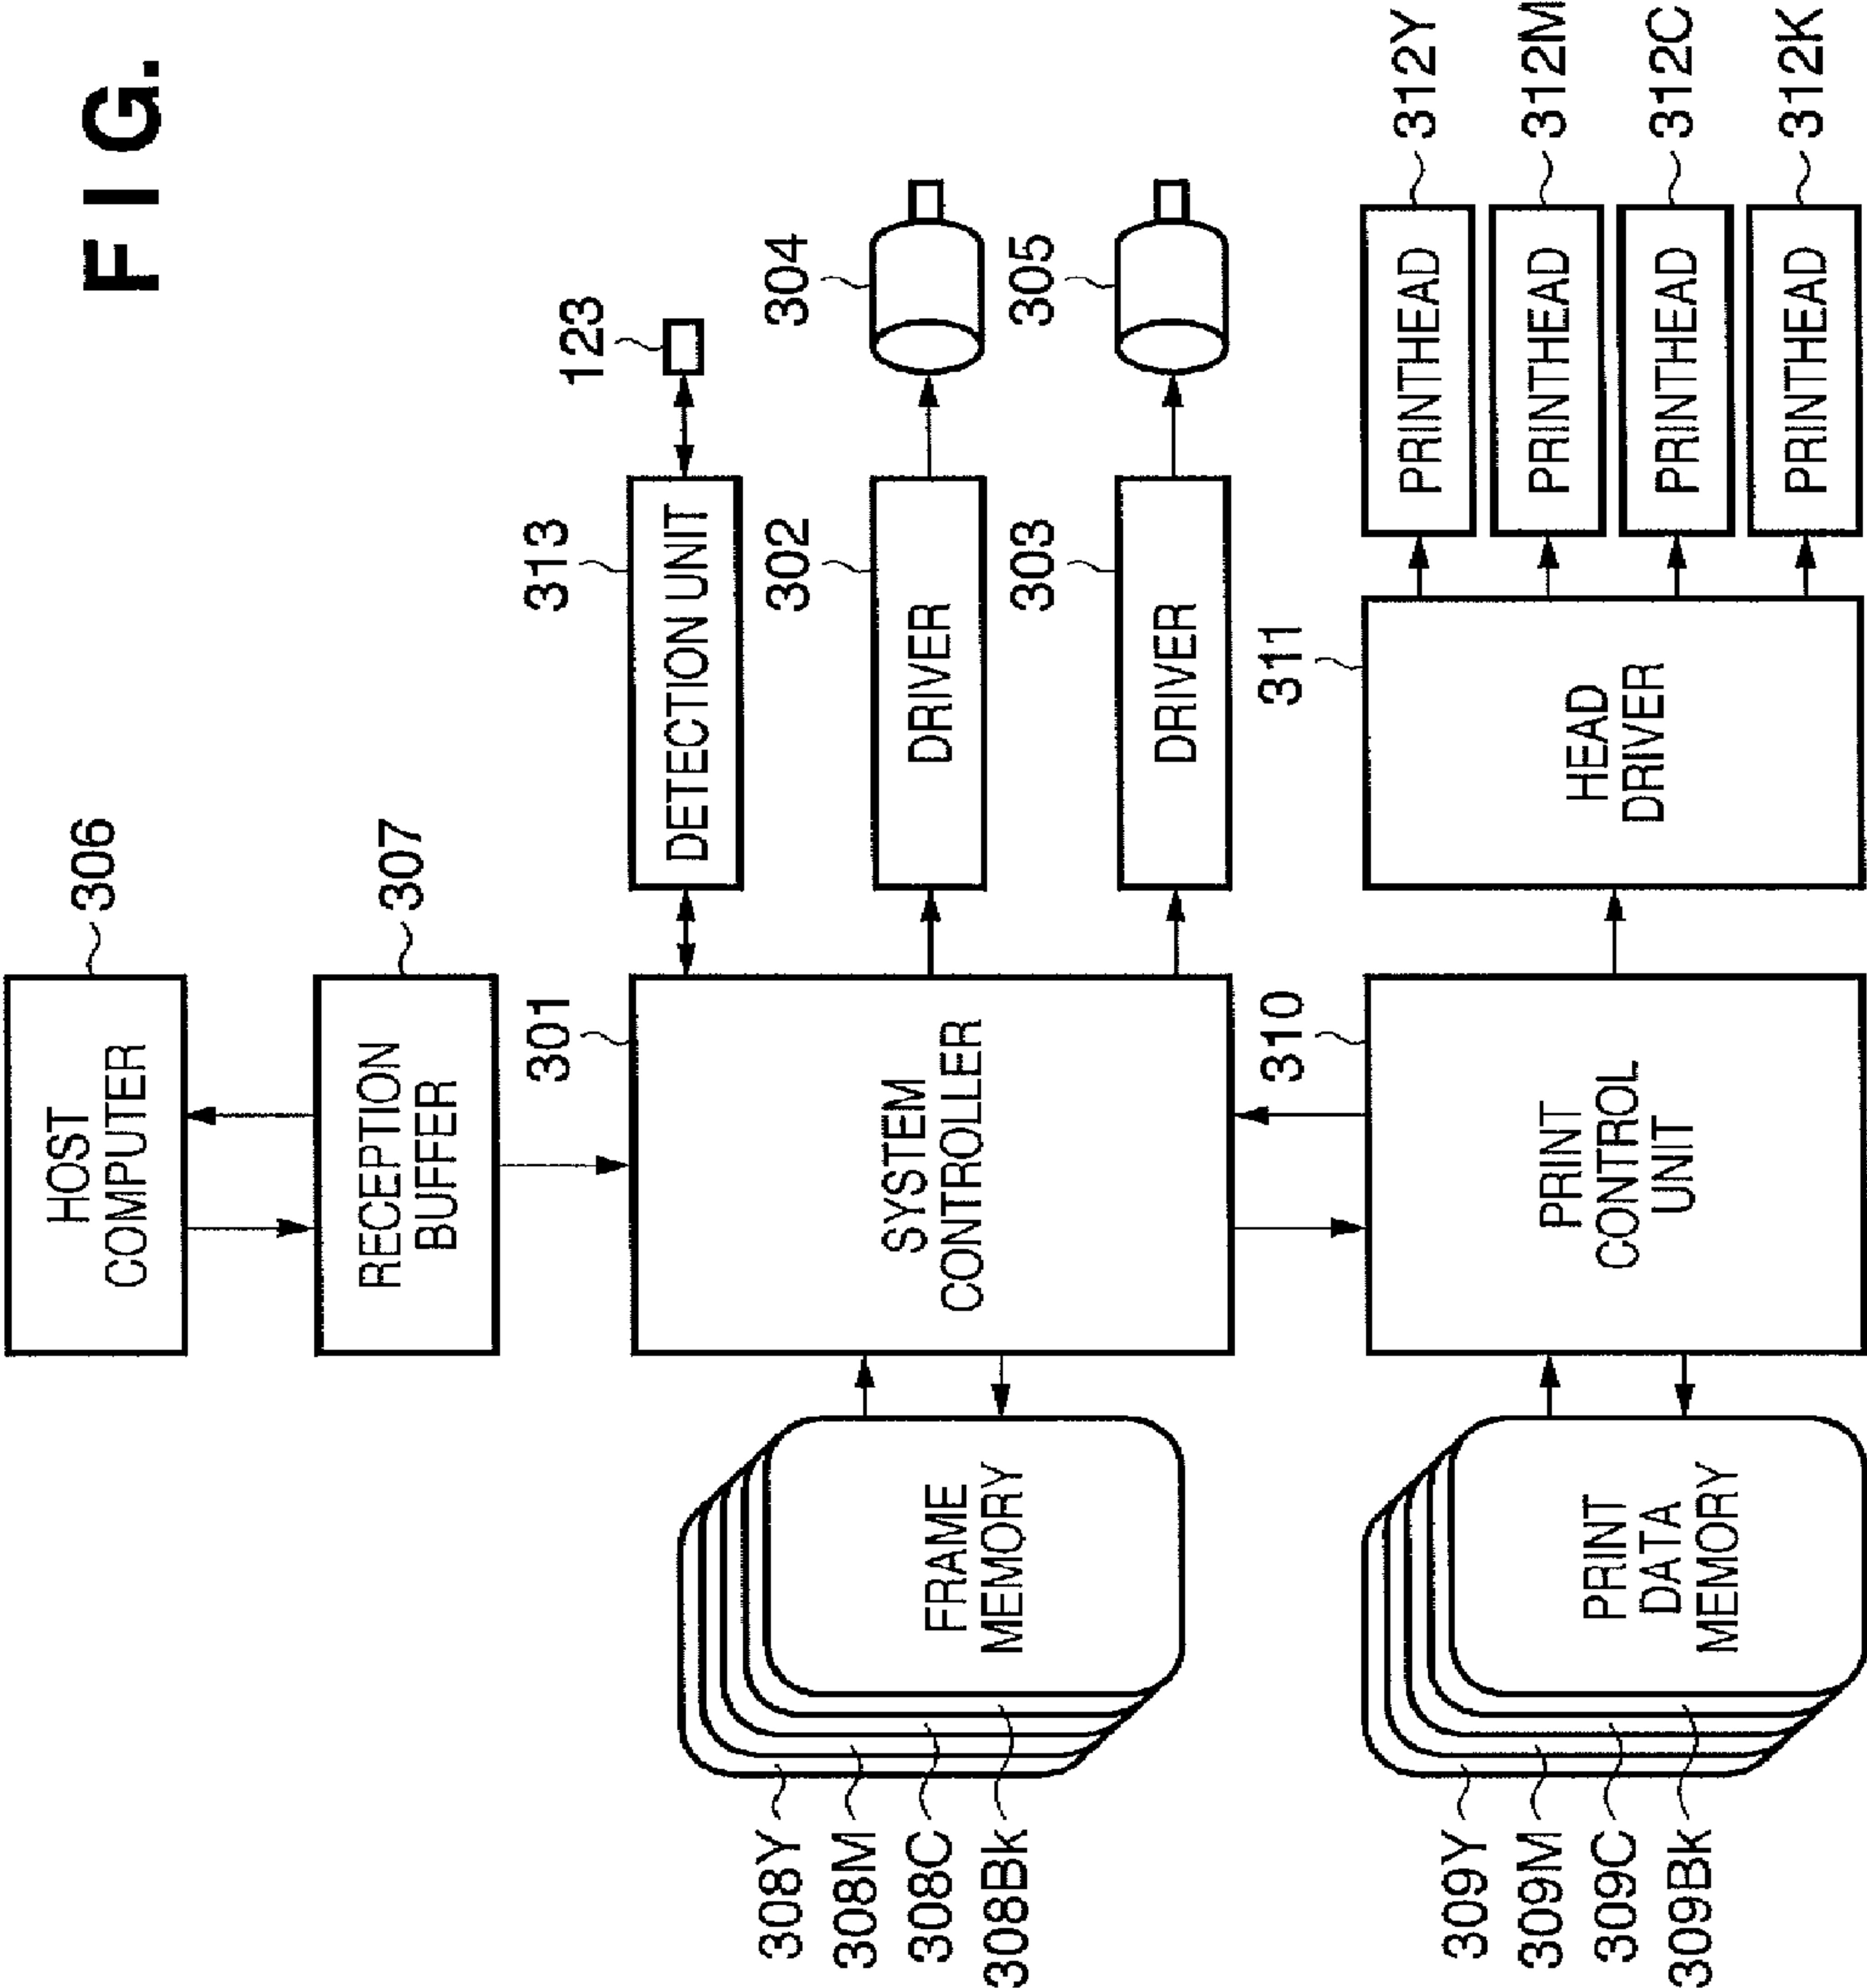 FIG.
HOST
COMPUTER
306
RECEPTION
BUFFER
307
SYSTEM
CONTROLLER
301
DETECTION UNIT
313
123
DRIVER
302
304
DRIVER
303
305
FRAME
MEMORY
308Y
308M
308C
308Bk
PRINT
CONTROL
UNIT
310
HEAD
DRIVER
311
PRINTHEAD
312Y
PRINTHEAD
312M
PRINTHEAD
312C
PRINTHEAD
312K
PRINT
DATA
MEMORY
309Y
309M
309C
309Bk